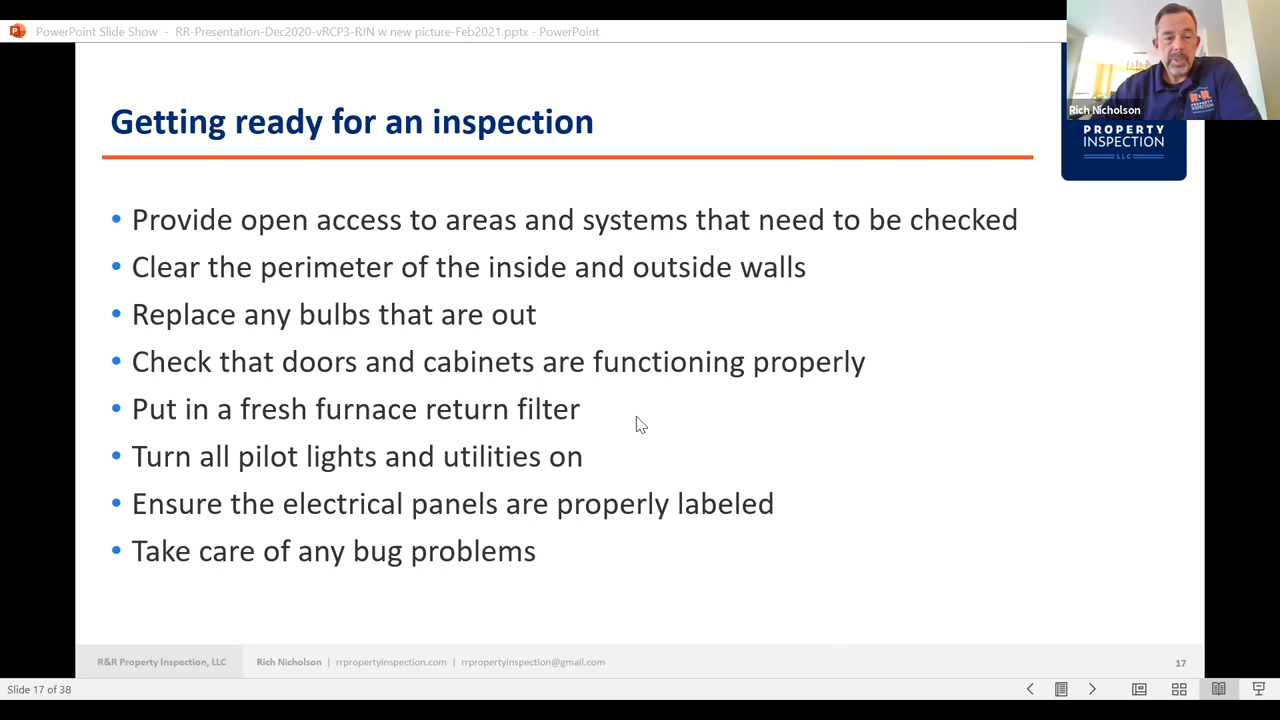 PowerPoint Slide Show - RR-Presentation-Dec2020-vRCP3-RJN w new picture-Feb2021.pptx - PowerPoint
Rich Nicholson
PROPERTY
INSPECTION
LLC
Getting ready for an inspection
• Provide open access to areas and systems that need to be checked
• Clear the perimeter of the inside and outside walls
• Replace any bulbs that are out
• Check that doors and cabinets are functioning properly
• Put in a fresh furnace return filter
• Turn all pilot lights and utilities on
• Ensure the electrical panels are properly labeled
• Take care of any bug problems
R&R Property Inspection, LLC Rich Nicholson | rrpropertyinspection.com | rrpropertyinspection@gmail.com 17
Slide 17 of 38